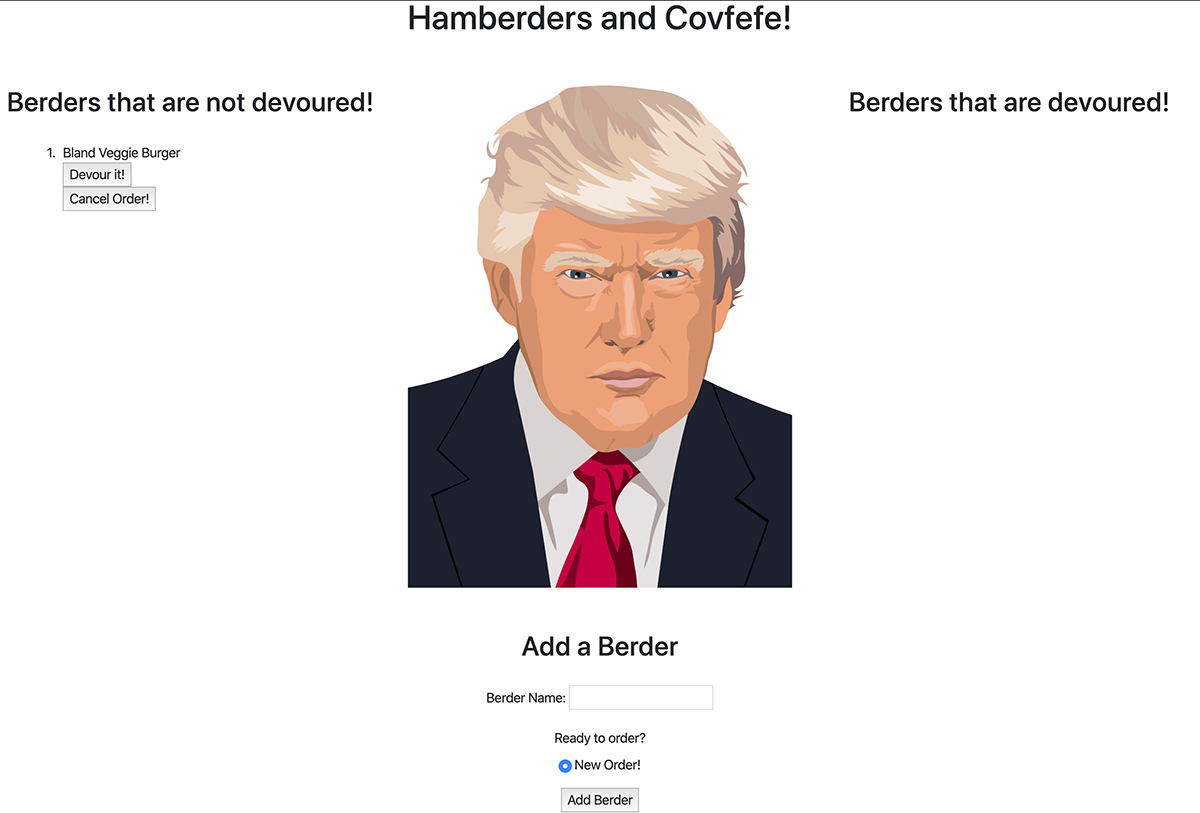 Hamberders and Covfefe!
Berders that are not devoured!
1. Bland Veggie Burger
Devour it!
Cancel Order!
Berders that are devoured!
Add a Berder
Berder Name:
Ready to order?
New Order!
Add Berder